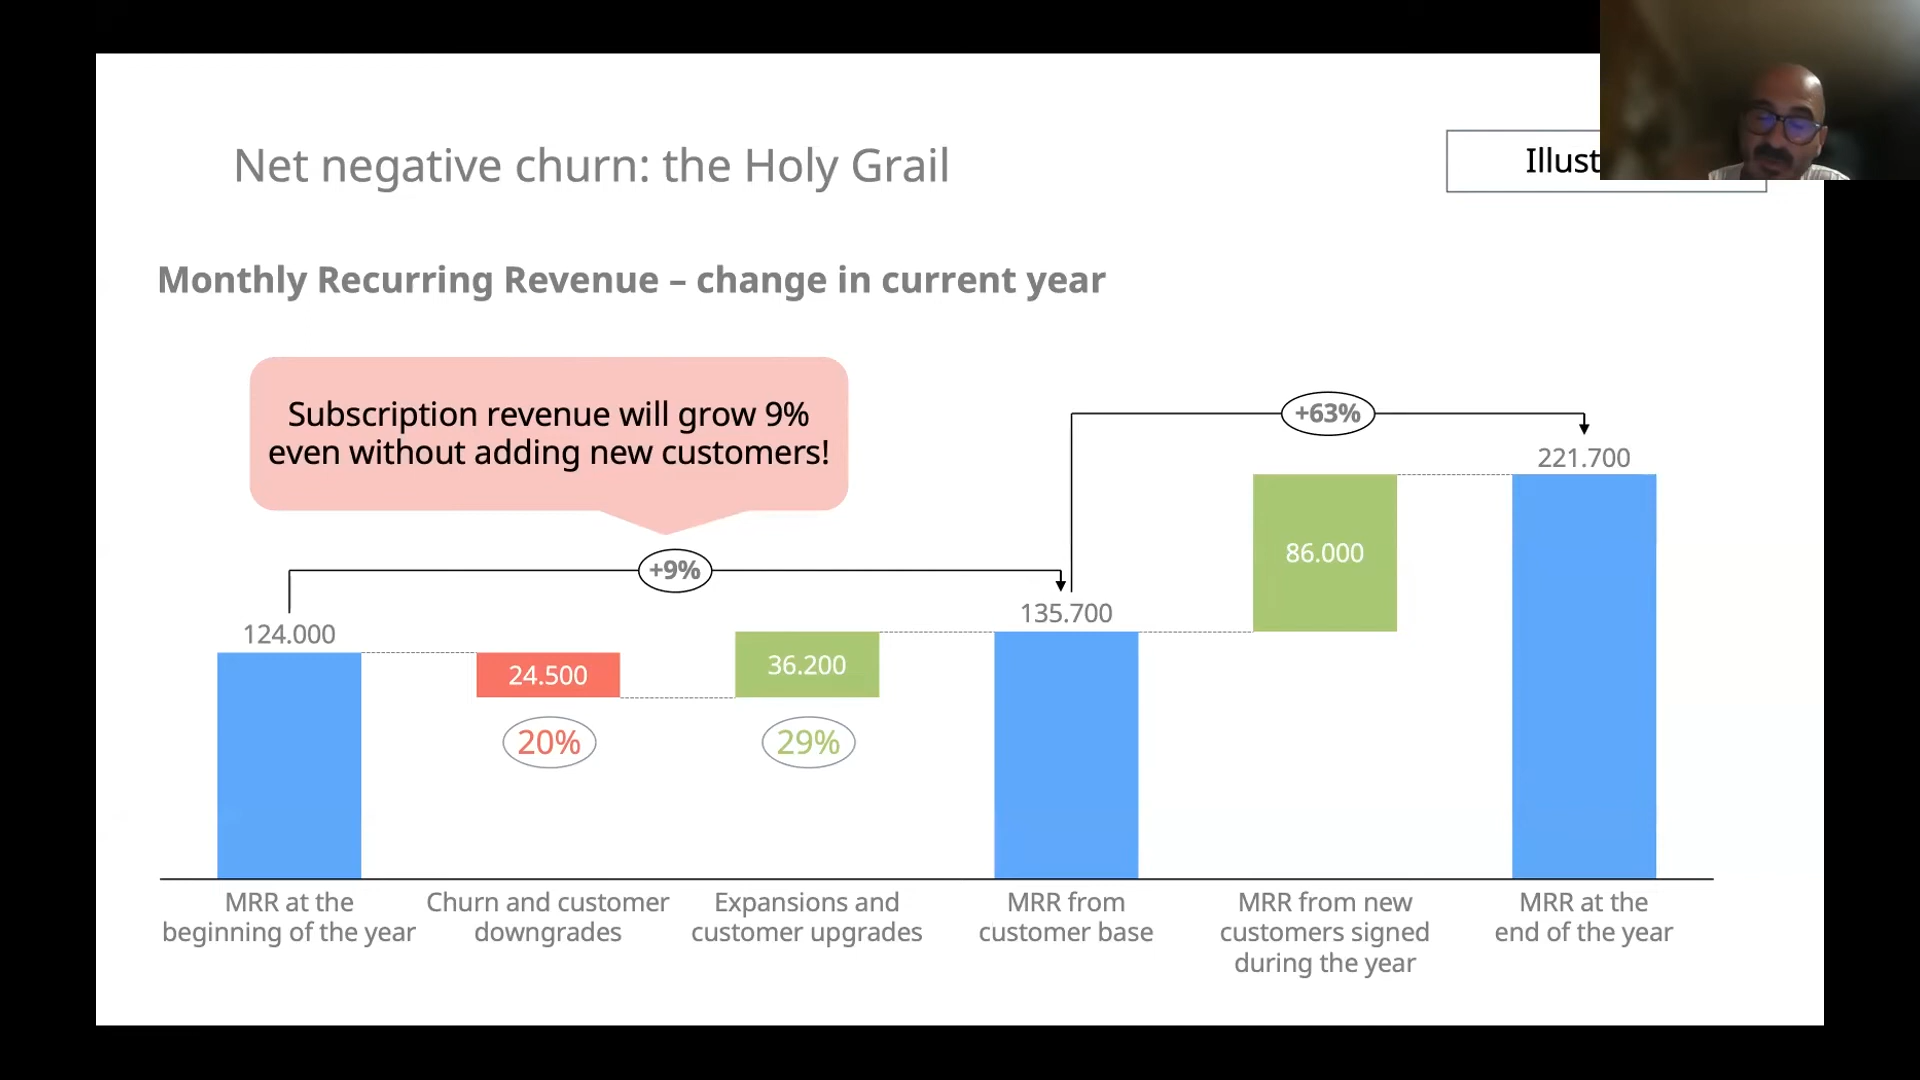 Net negative churn: the Holy Grail
Illust
Monthly Recurring Revenue – change in current year
Subscription revenue will grow 9%
even without adding new customers!
+63%
221.700
86.000
+9%
135.700
124.000
24.500
36.200
20%
29%
MRR at the
beginning of the year
Churn and customer
downgrades
Expansions and
customer upgrades
MRR from
customer base
MRR from new
customers signed
during the year
MRR at the
end of the year